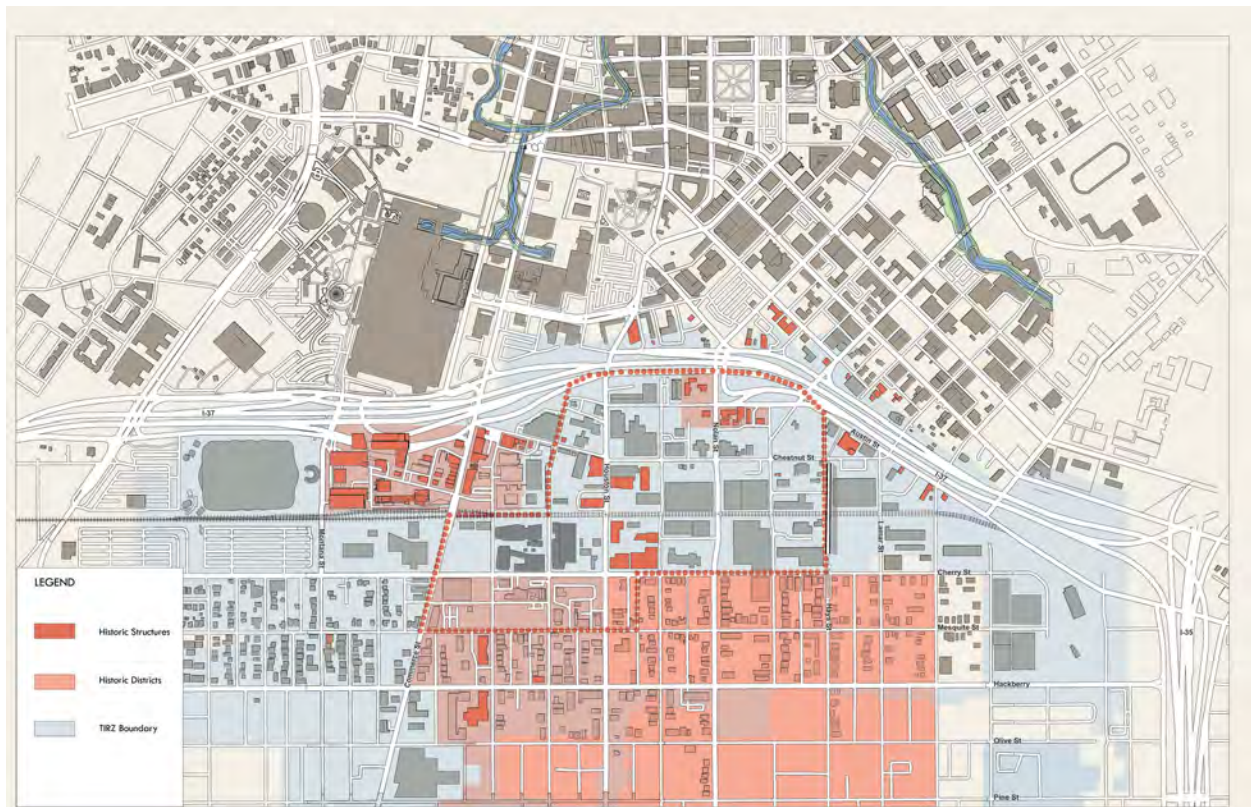 I-37
I-37
Austin St
Nolan St
Chestnut St
Houston St
I-37
Montana St
Lamar St
Cherry St
Hays St
Mesquite St
I-35
Commerce St
Hackberry
Olive St
Pine St
LEGEND
Historic Structures
Historic Districts
TIRZ Boundary